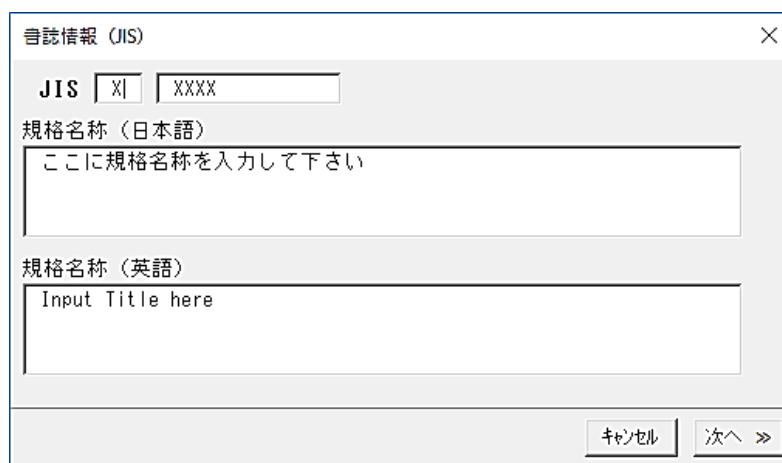 書誌情報（JIS）
JIS X XXXX
規格名称（日本語）
ここに規格名称を入力して下さい
規格名称（英語）
Input Title here
ｷｬﾝｾﾙ 次へ ≫